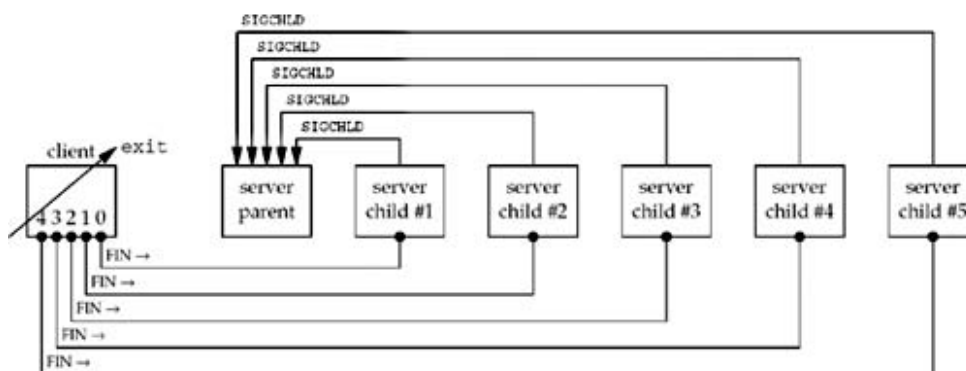 SIGCHLD
SIGCHLD
SIGCHLD
SIGCHLD
SIGCHLD
client
exit
4 3 2 1 0
server
parent
server
child #1
server
child #2
server
child #3
server
child #4
server
child #5
FIN →
FIN →
FIN →
FIN →
FIN →